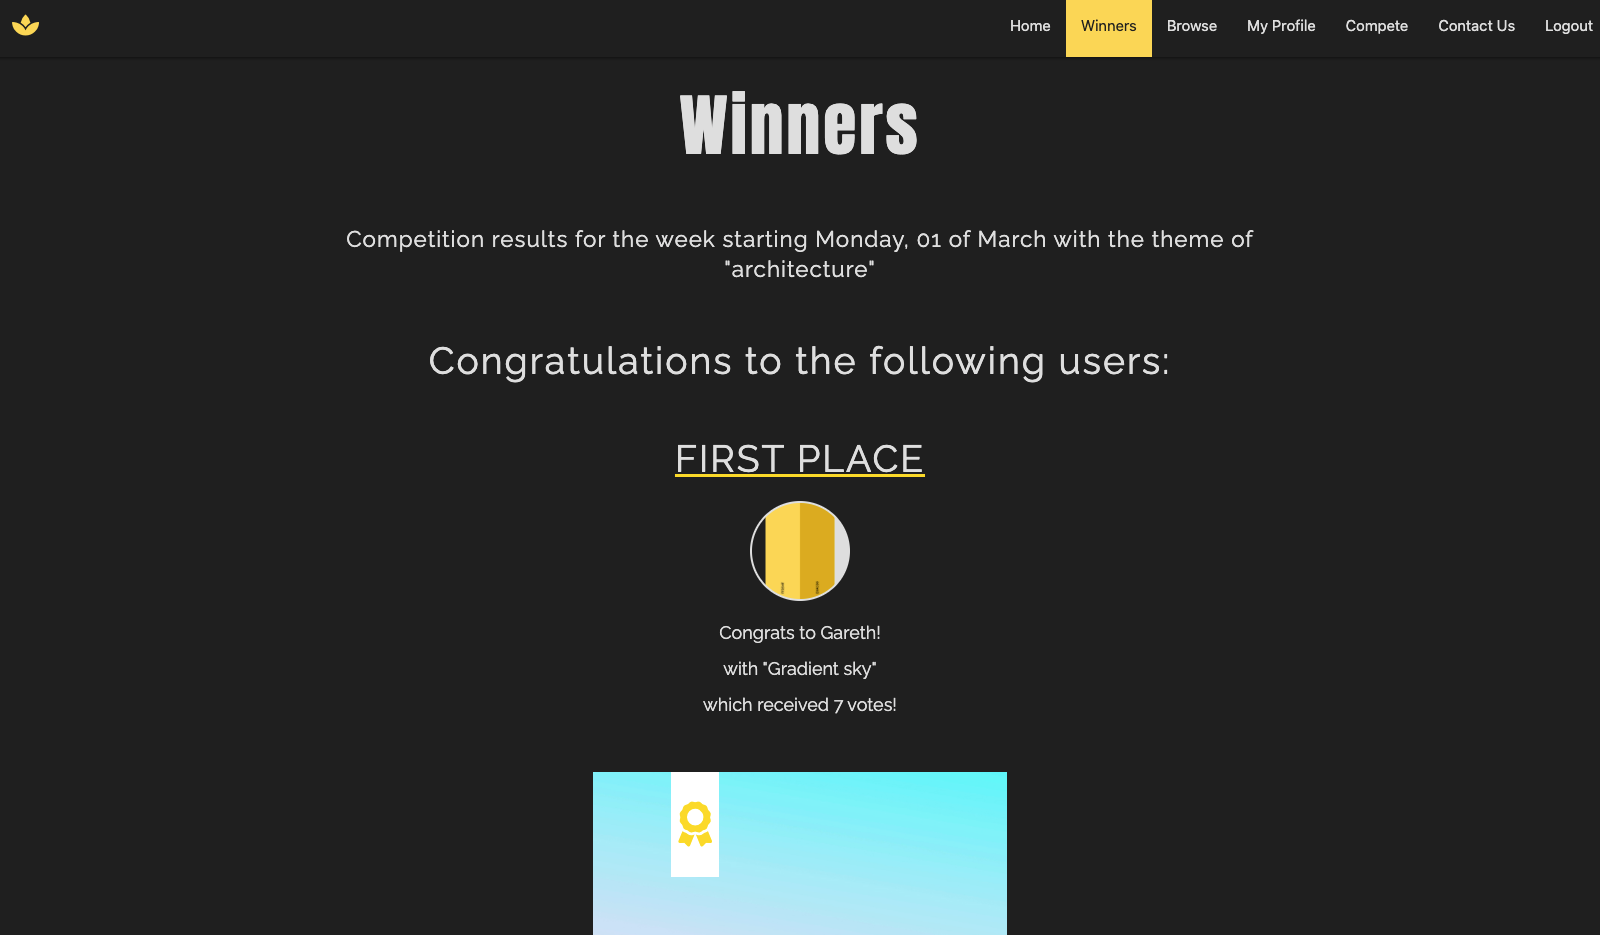 Home Winners Browse My Profile Compete Contact Us Logout
Winners
Competition results for the week starting Monday, 01 of March with the theme of
"architecture"
Congratulations to the following users:
FIRST PLACE
Congrats to Gareth!
with "Gradient sky"
which received 7 votes!